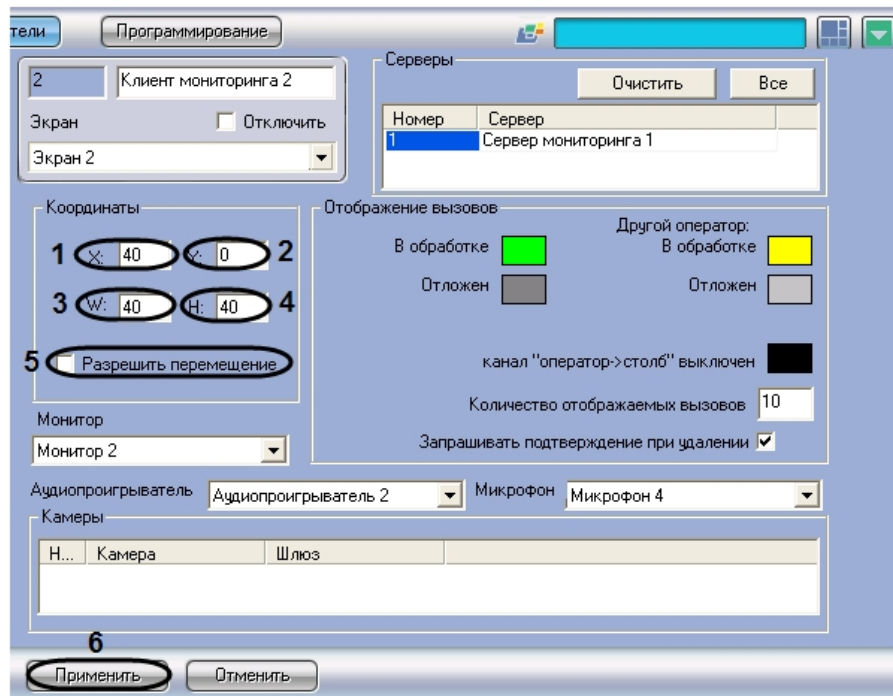 тели Программирование
2 Клиент мониторинга 2
Экран Отключить
Экран 2
Серверы
Очистить Все
Номер Сервер
1 Сервер мониторинга 1
Координаты
1 X: 40 Y: 0 2
3 W: 40 H: 40 4
5 Разрешить перемещение
Отображение вызовов
Другой оператор:
В обработке В обработке
Отложен Отложен
канал "оператор->столб" выключен
Количество отображаемых вызовов 10
Запрашивать подтверждение при удалении
Монитор
Монитор 2
Аудиопроигрыватель Аудиопроигрыватель 2 Микрофон Микрофон 4
Камеры
Н... Камера Шлюз
6
Применить Отменить